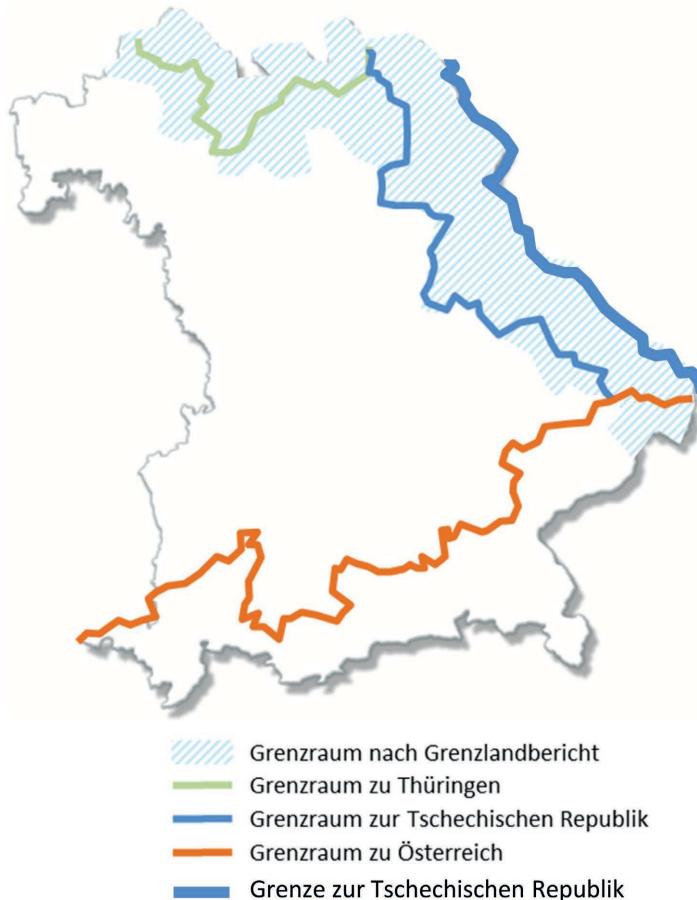 Grenzraum nach Grenzlandbericht
Grenzraum zu Thüringen
Grenzraum zur Tschechischen Republik
Grenzraum zu Österreich
Grenze zur Tschechischen Republik